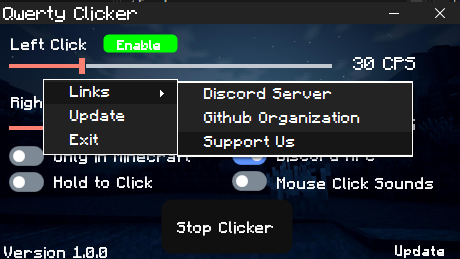 Qwerty Clicker
Left Click Enable
30 CPS
Links Discord Server
Update Github Organization
Exit Support Us
Only in Minecraft Discord RPC
Hold to Click Mouse Click Sounds
Stop Clicker
Version 1.0.0 Update